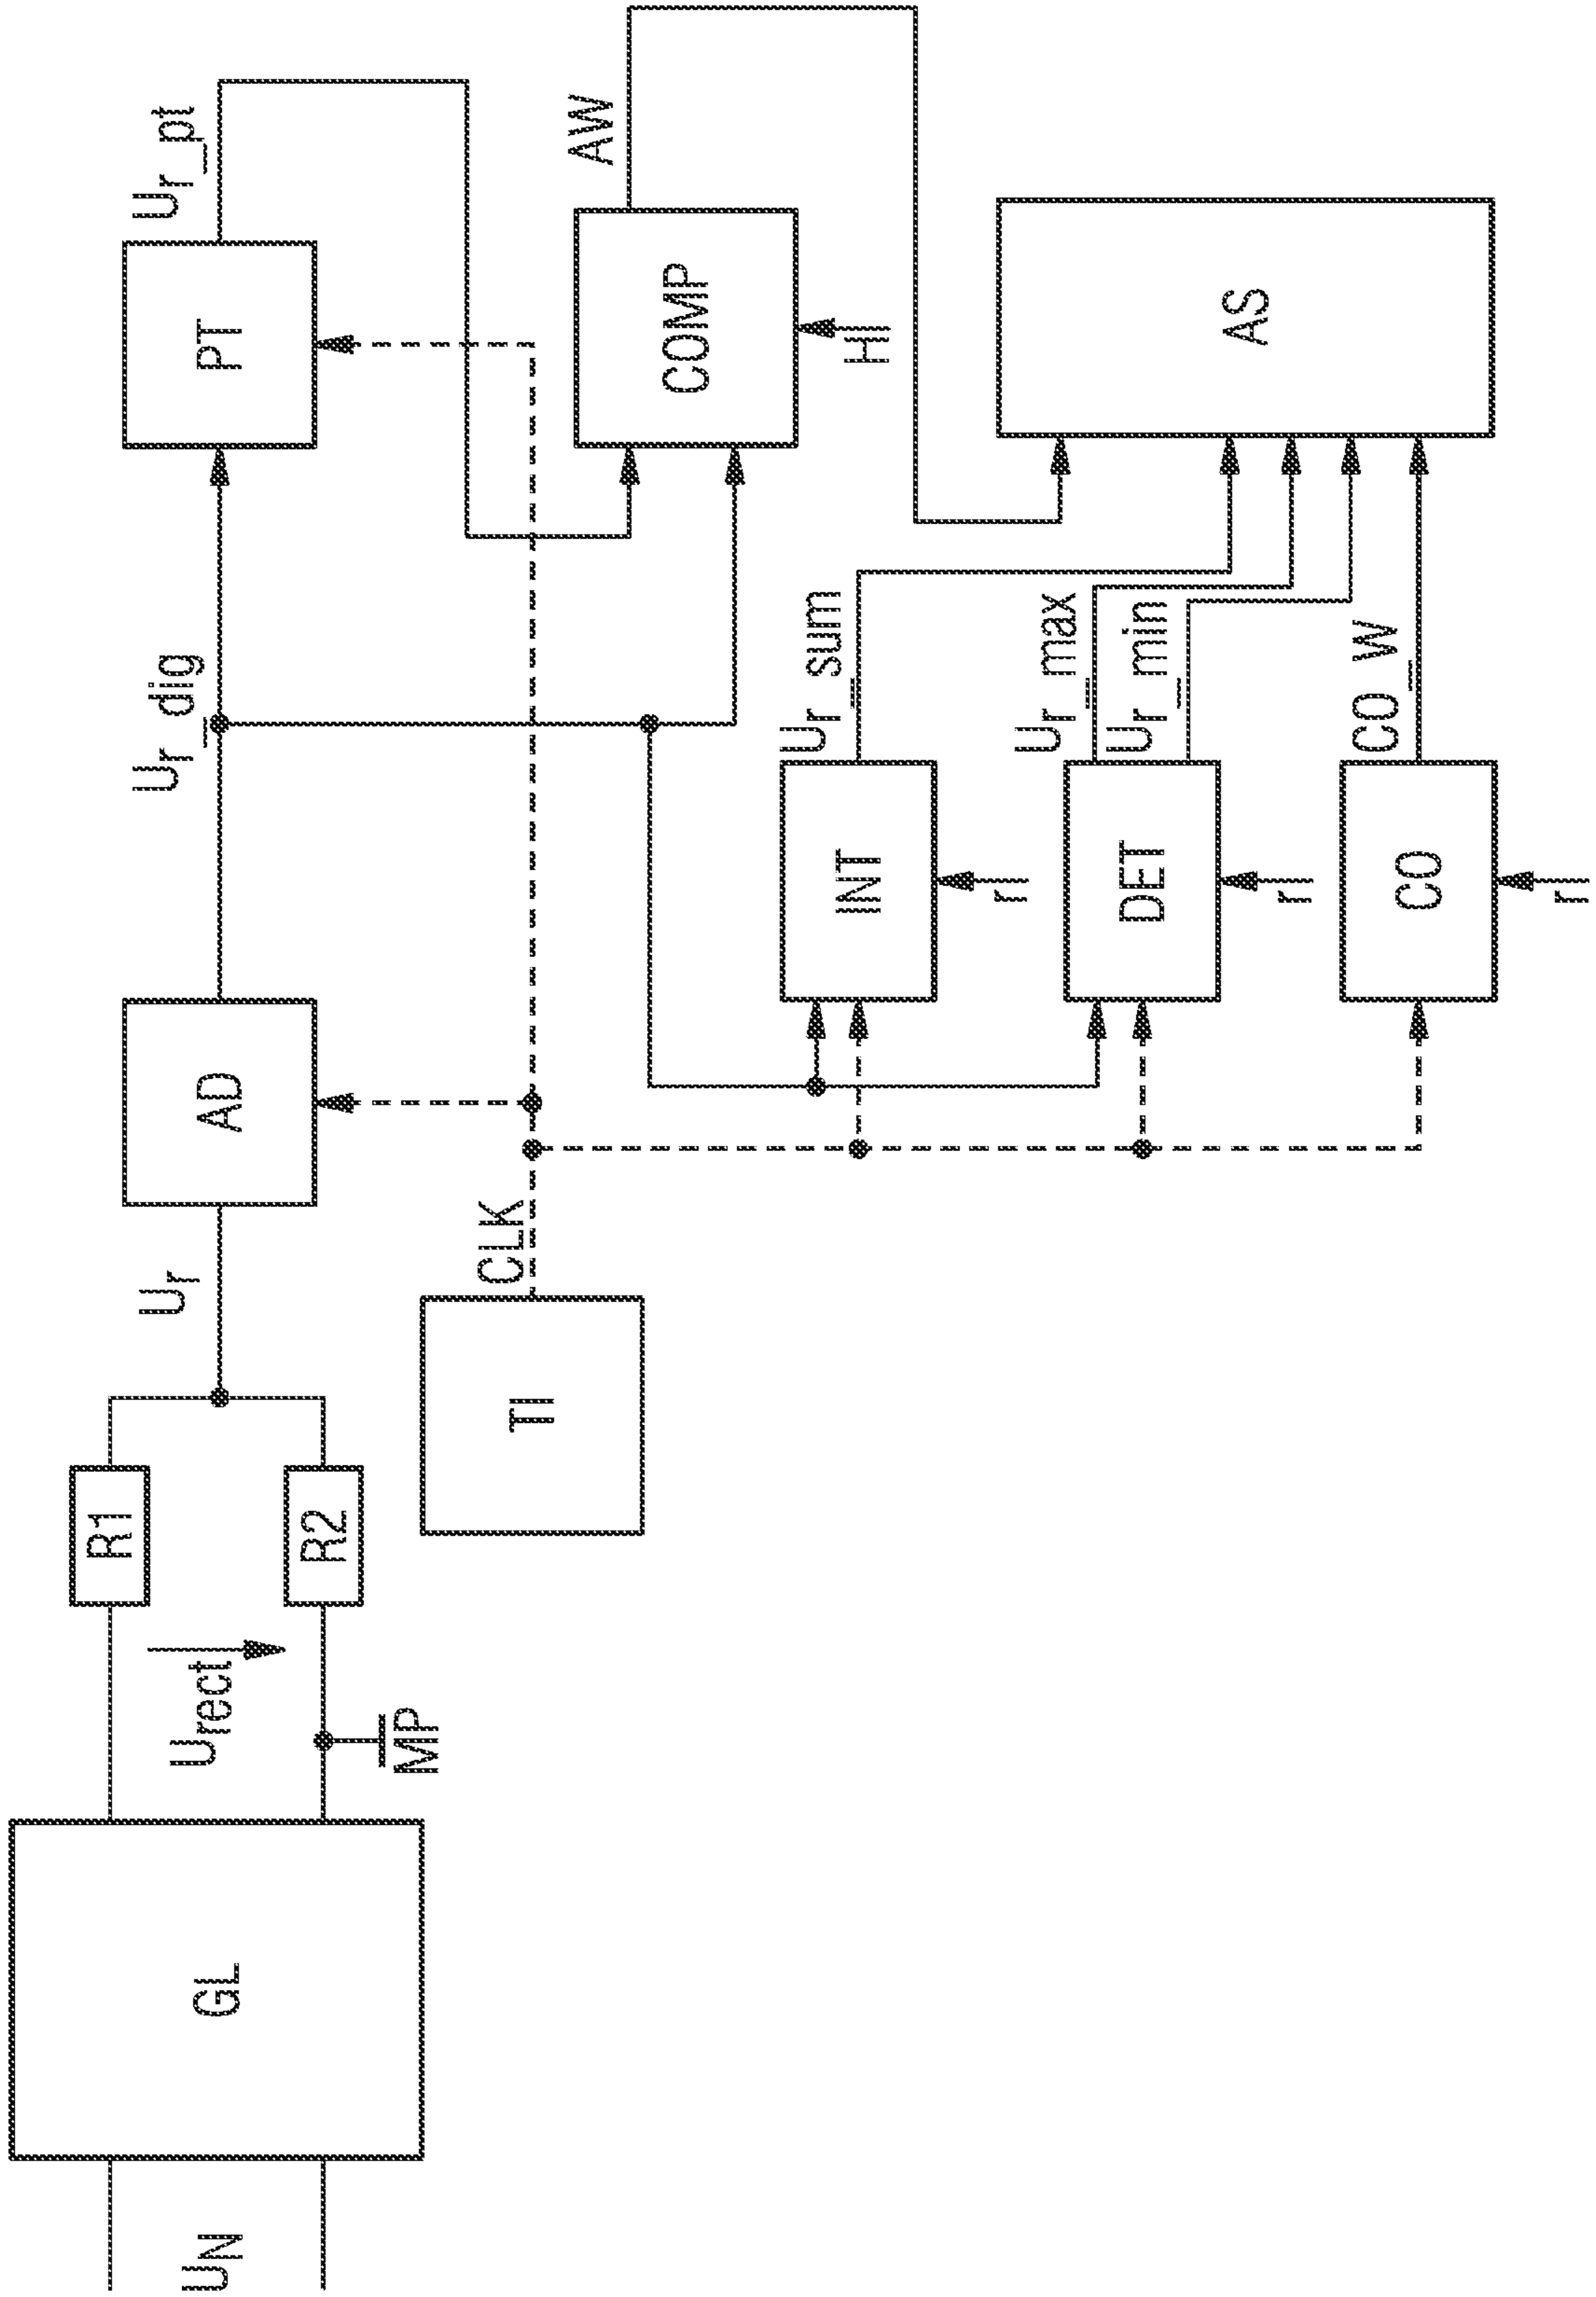 U_N
GL
U_rect
MP
R1
R2
U_r
TI
CLK
AD
U_r_dig
PT
U_r_pt
COMP
HI
AW
INT
r
U_r_sum
DET
r
U_r_max
U_r_min
CO
r
CO_W
AS